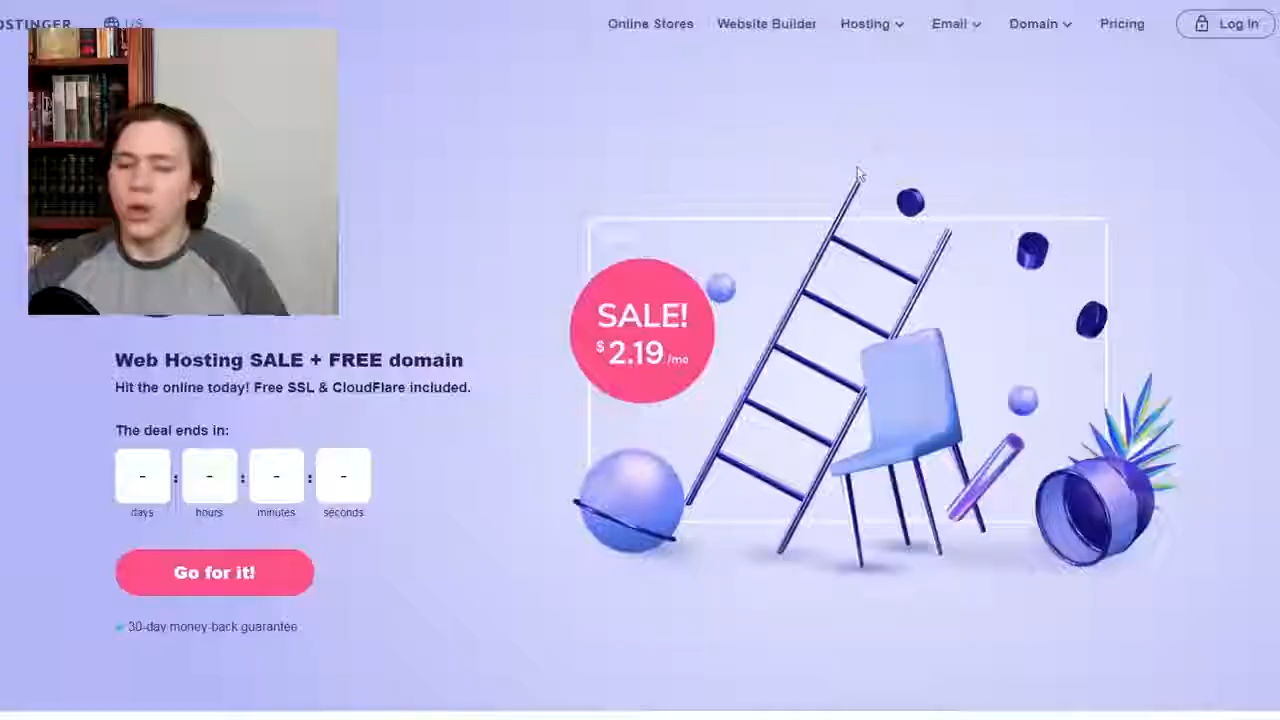 OSTINGER
US
Online Stores
Website Builder
Hosting
Email
Domain
Pricing
Log In
SALE!
$ 2.19 /mo
Web Hosting SALE + FREE domain
Hit the online today! Free SSL & CloudFlare included.
The deal ends in:
- : - : - : -
days
hours
minutes
seconds
Go for it!
30-day money-back guarantee